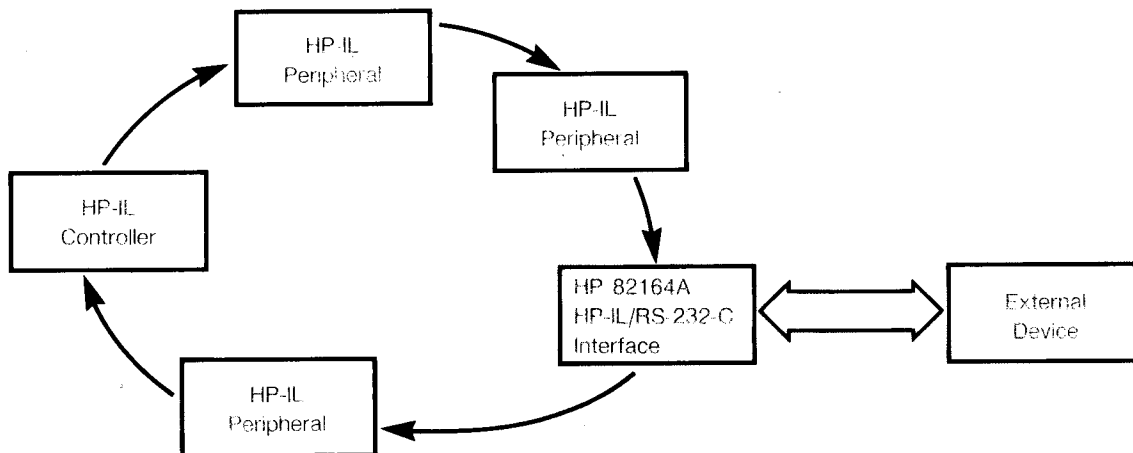 HP-IL
Peripheral
HP-IL
Peripheral
HP-IL
Controller
HP 82164A
HP-IL/RS-232-C
Interface
External
Device
HP-IL
Peripheral